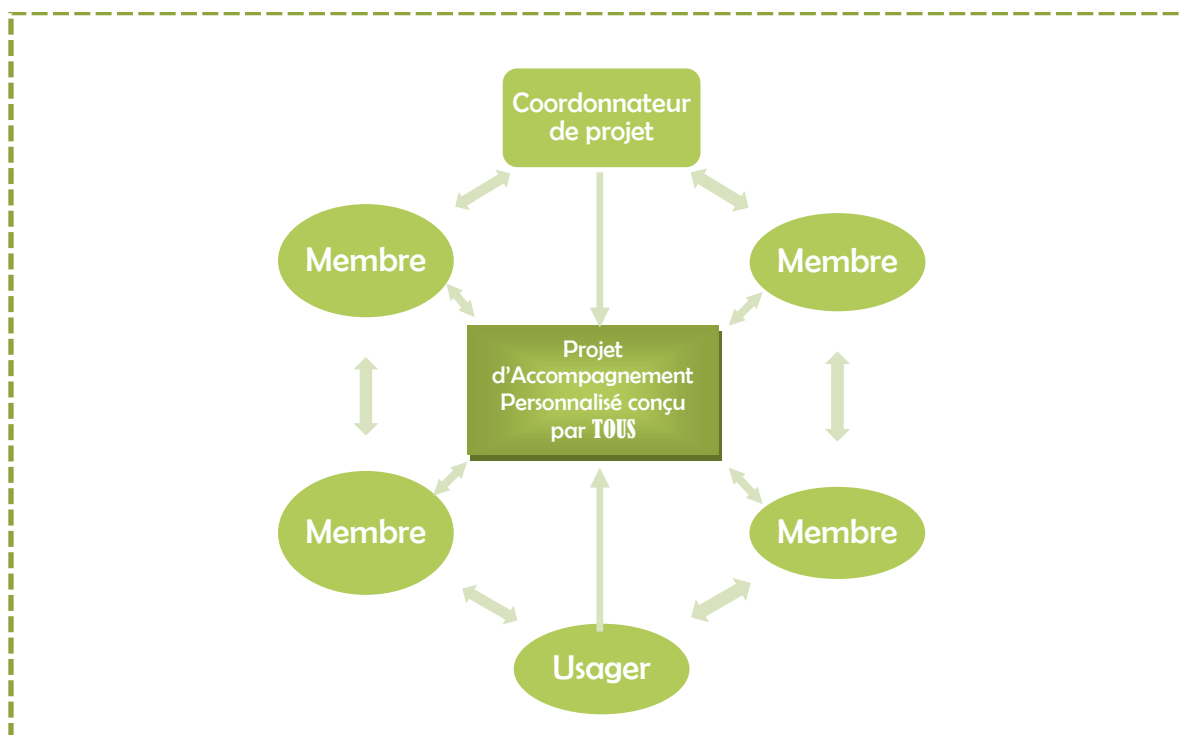 Coordonnateur
de projet
Membre
Membre
Projet
d'Accompagnement
Personnalisé conçu
par TOUS
Membre
Membre
Usager